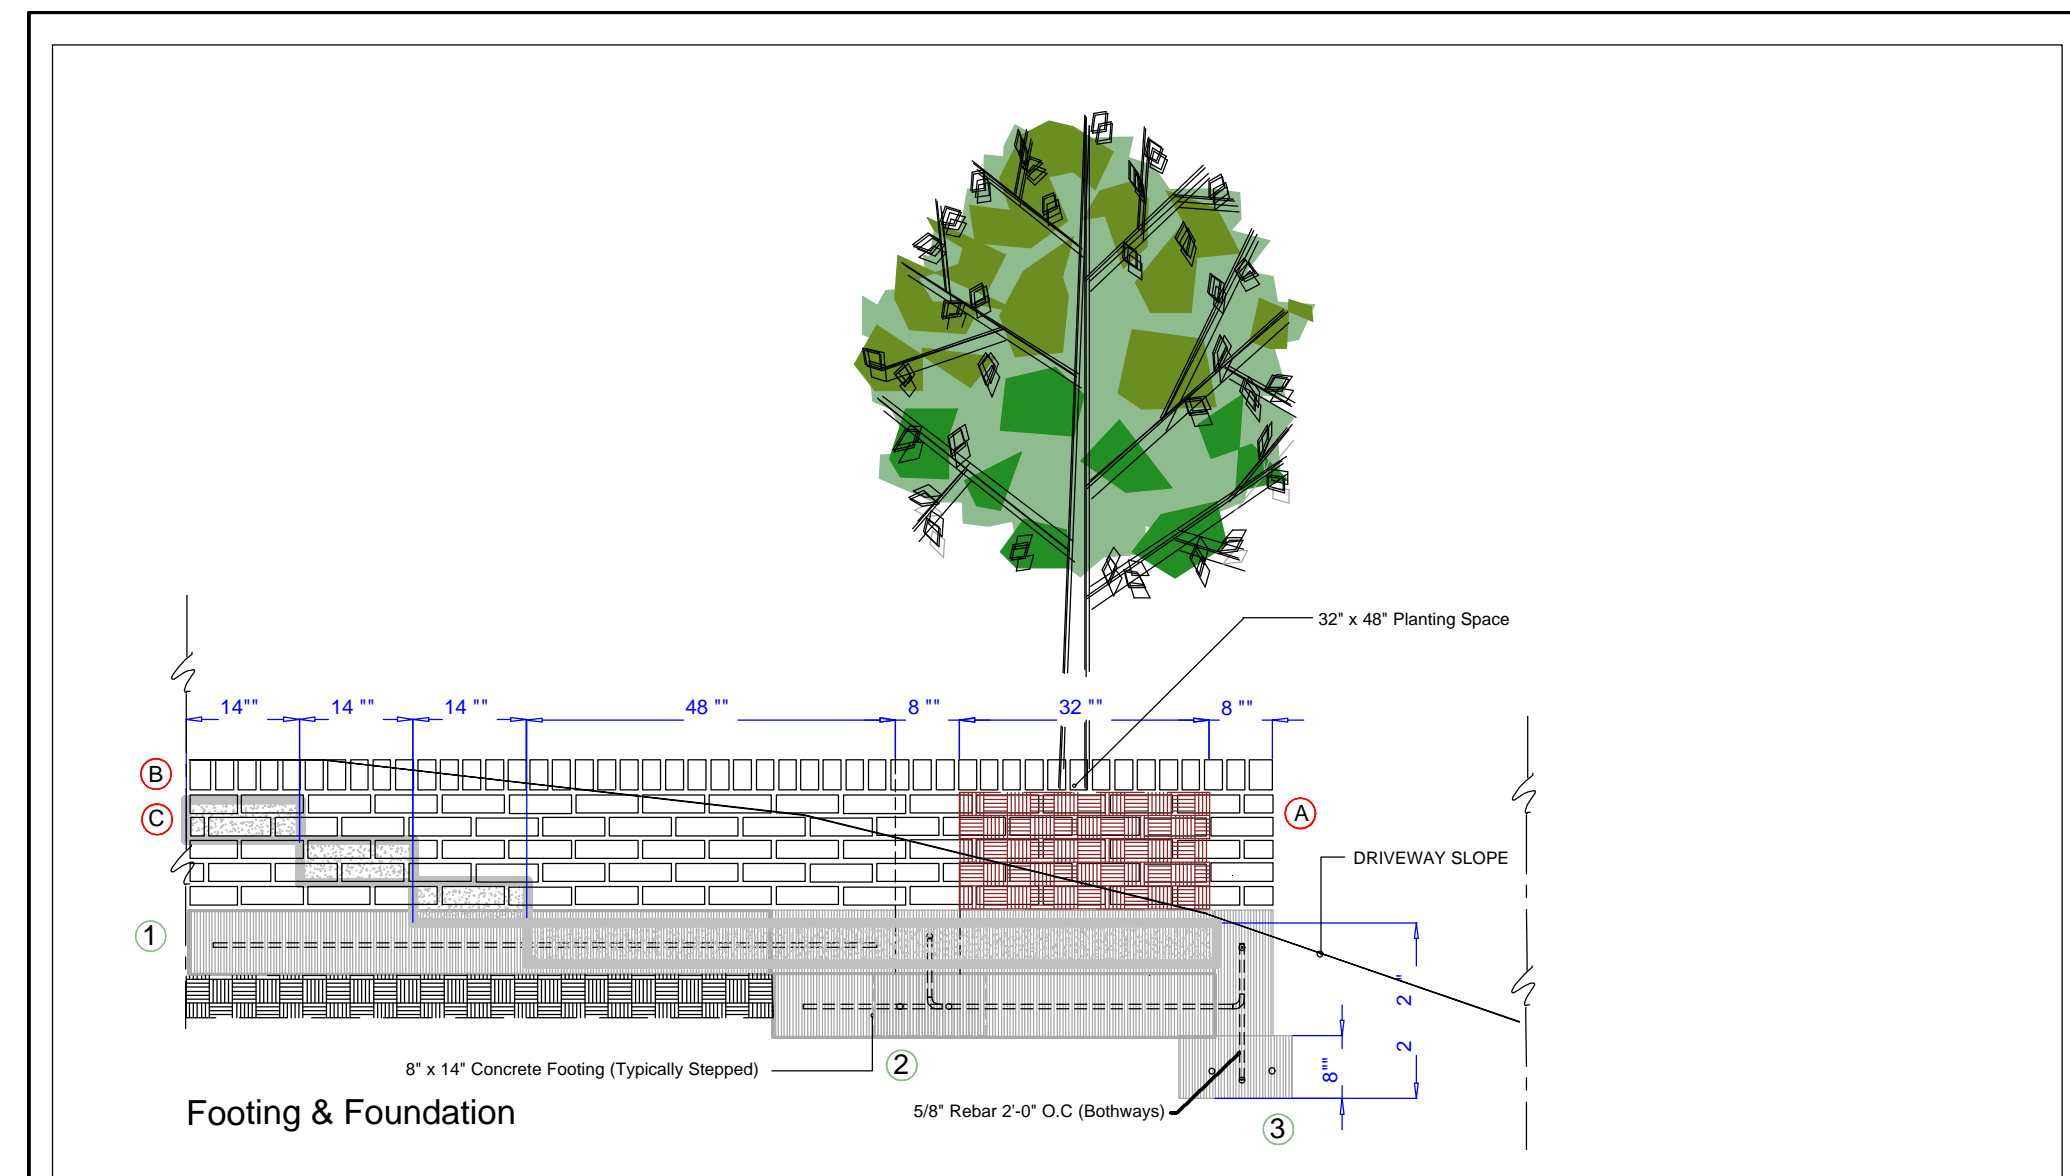 32" x 48" Planting Space
14"" 14 "" 14 "" 48 "" 8 "" 32 "" 8 ""
B
C
A
DRIVEWAY SLOPE
1
2 2"
8""
8" x 14" Concrete Footing (Typically Stepped)
2
5/8" Rebar 2'-0" O.C (Bothways)
Footing & Foundation
3